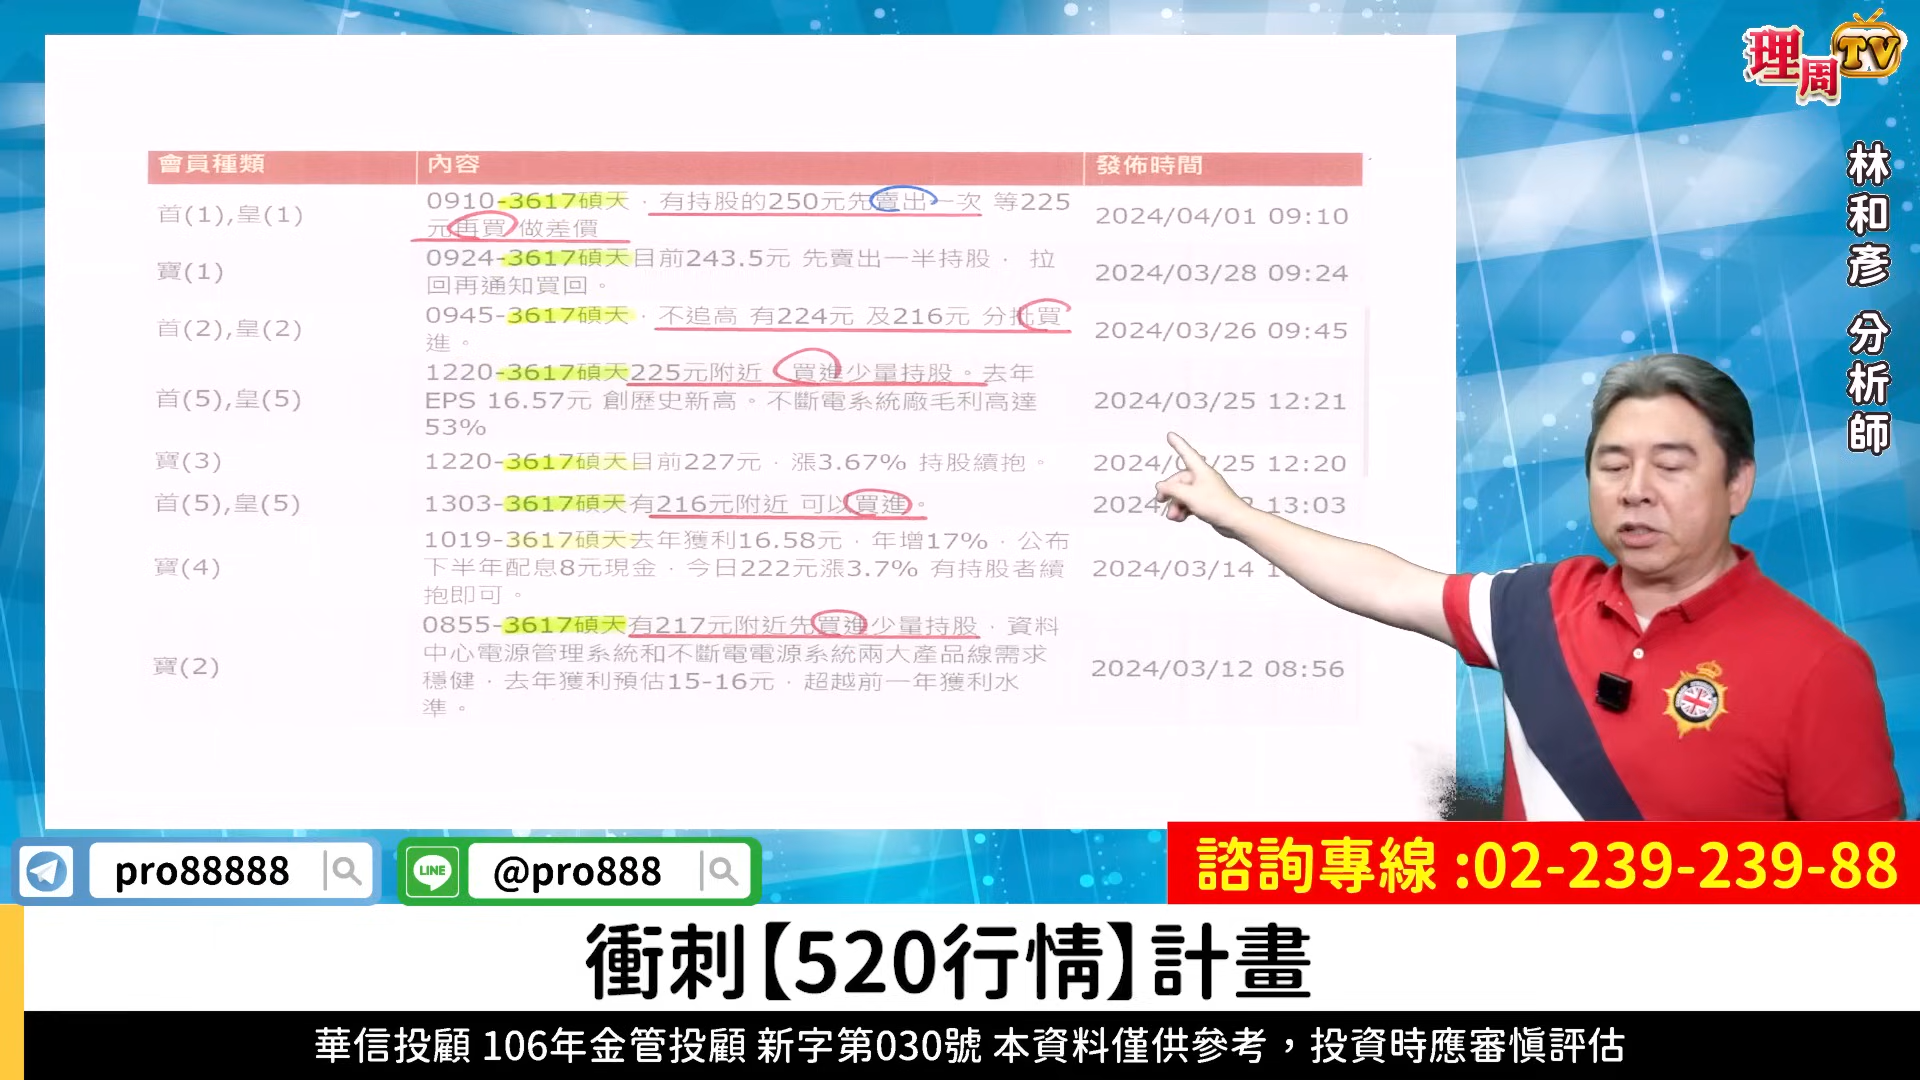 理周TV
林和彥 分析師
會員種類 內容 發佈時間
首(1),皇(1) 0910-3617碩天．有持股的250元先賣出一次 等225 2024/04/01 09:10
元再買 做差價
寶(1) 0924-3617碩天目前243.5元 先賣出一半持股． 拉 2024/03/28 09:24
回再通知買回。
首(2),皇(2) 0945-3617碩天．不追高 有224元 及216元 分批買 2024/03/26 09:45
進。
首(5),皇(5) 1220-3617碩天225元附近 買進少量持股。去年 2024/03/25 12:21
EPS 16.57元 創歷史新高。不斷電系統廠毛利高達
53%
寶(3) 1220-3617碩天目前227元．漲3.67% 持股續抱。 2024/03/25 12:20
首(5),皇(5) 1303-3617碩天有216元附近 可以買進。 2024 13:03
寶(4) 1019-3617碩天去年獲利16.58元．年增17%．公布 2024/03/14
下半年配息8元現金．今日222元漲3.7% 有持股者續
抱即可。
寶(2) 0855-3617碩天有217元附近先買進少量持股．資料 2024/03/12 08:56
中心電源管理系統和不斷電電源系統兩大產品線需求
穩健．去年獲利預估15-16元．超越前一年獲利水
準。
pro88888
LINE @pro888
諮詢專線:02-239-239-88
衝刺【520行情】計畫
華信投顧 106年金管投顧 新字第030號 本資料僅供參考，投資時應審慎評估